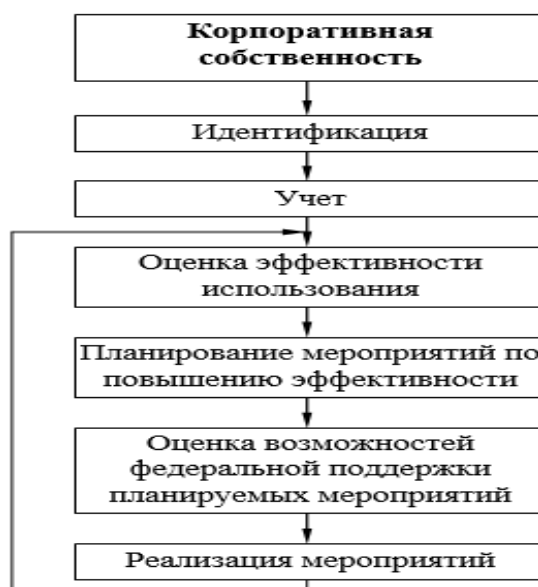 Корпоративная
собственность
Идентификация
Учет
Оценка эффективности
использования
Планирование мероприятий по
повышению эффективности
Оценка возможностей
федеральной поддержки
планируемых мероприятий
Реализация мероприятий